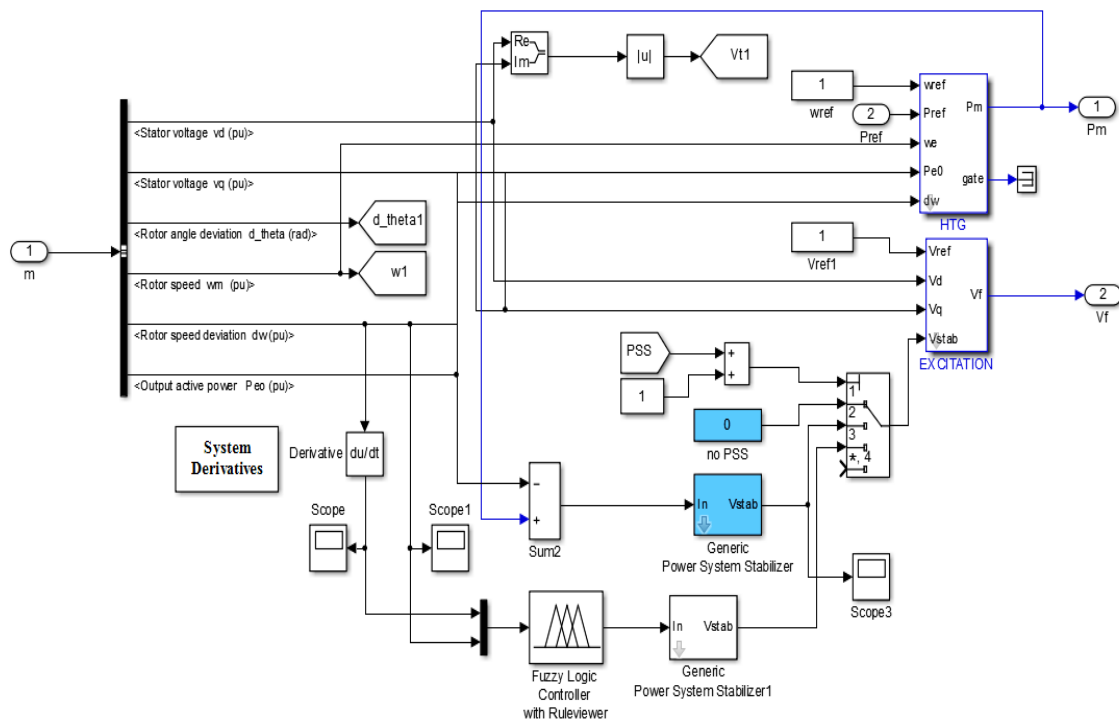 Re
Im
|u|
Vt1
1
wref
2
Pref
wref
Pref
we
Pe0
dw
Pm
gate
HTG
1
Pm
<Stator voltage vd (pu)>
<Stator voltage vq (pu)>
<Rotor angle deviation d_theta (rad)>
d_theta1
<Rotor speed wm (pu)>
w1
<Rotor speed deviation dw (pu)>
<Output active power Peo (pu)>
1
m
1
Vref1
Vref
Vd
Vq
Vstab
Vf
EXCITATION
2
Vf
PSS
1
+
+
0
no PSS
1
2
3
*, 4
System
Derivatives
Derivative
du/dt
Scope
Scope1
−
+
Sum2
In
Vstab
Generic
Power System Stabilizer
Scope3
Fuzzy Logic
Controller
with Ruleviewer
In
Vstab
Generic
Power System Stabilizer1